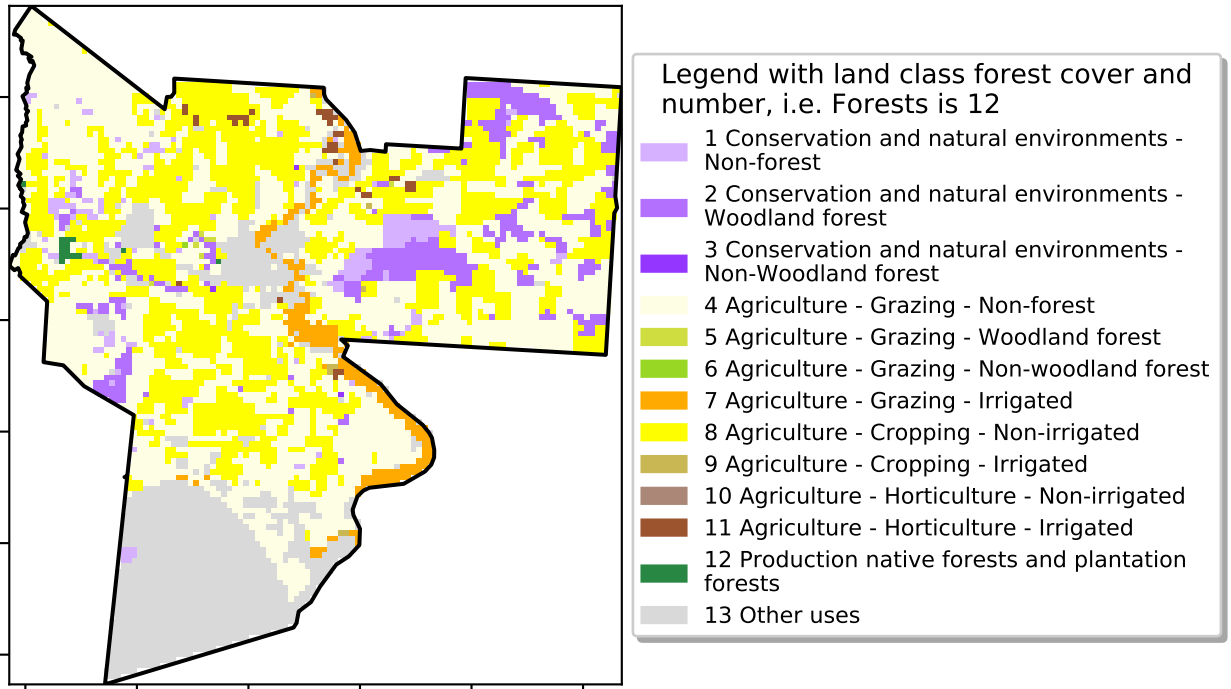 Legend with land class forest cover and
number, i.e. Forests is 12
1 Conservation and natural environments -
Non-forest
2 Conservation and natural environments -
Woodland forest
3 Conservation and natural environments -
Non-Woodland forest
4 Agriculture - Grazing - Non-forest
5 Agriculture - Grazing - Woodland forest
6 Agriculture - Grazing - Non-woodland forest
7 Agriculture - Grazing - Irrigated
8 Agriculture - Cropping - Non-irrigated
9 Agriculture - Cropping - Irrigated
10 Agriculture - Horticulture - Non-irrigated
11 Agriculture - Horticulture - Irrigated
12 Production native forests and plantation
forests
13 Other uses